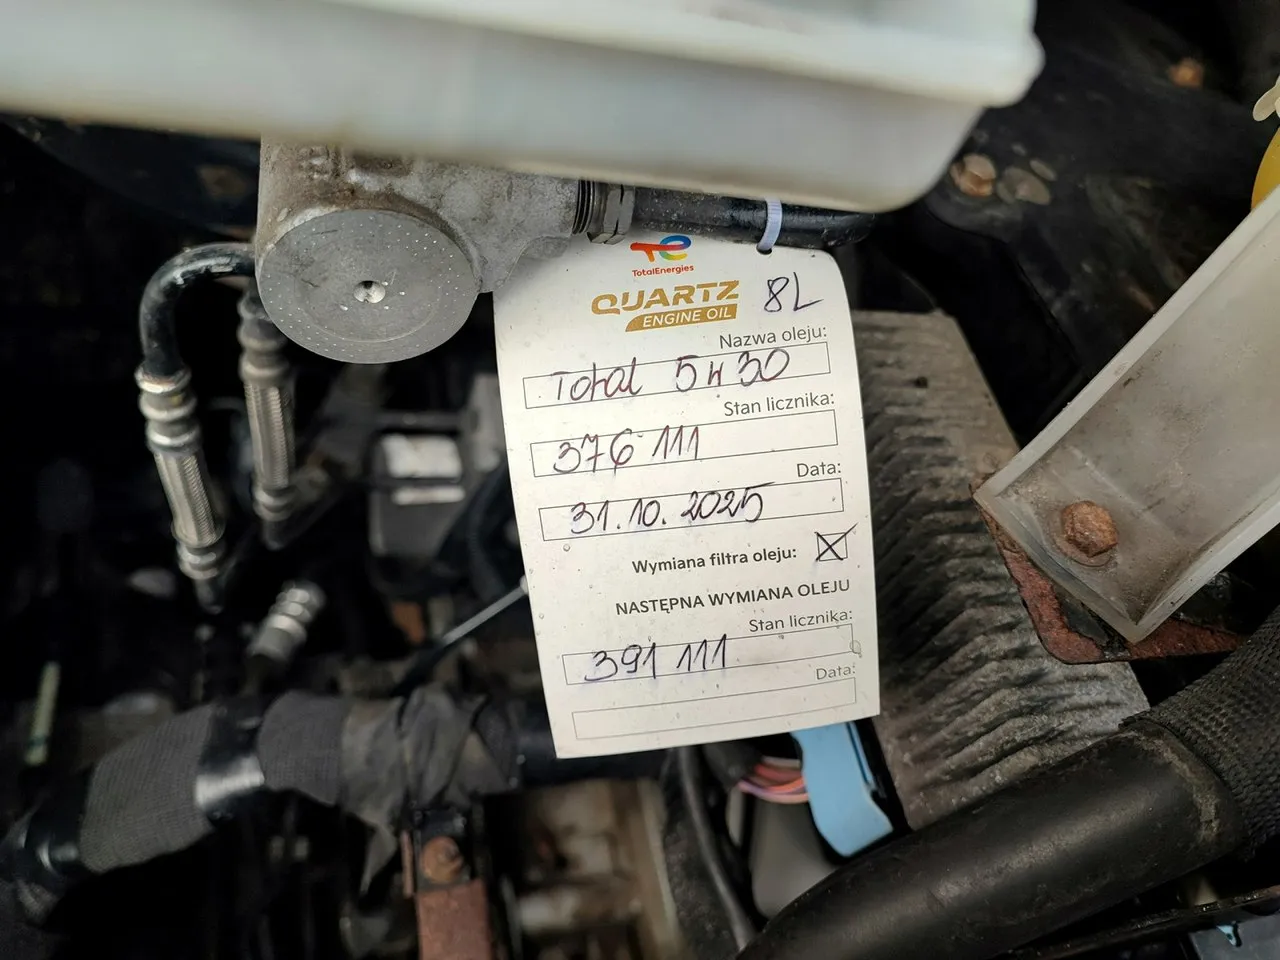 TotalEnergies
QUARTZ 8L
ENGINE OIL
Nazwa oleju:
Total 5w30
Stan licznika:
376 111
Data:
31.10.2025
Wymiana filtra oleju: ☒
NASTĘPNA WYMIANA OLEJU
Stan licznika:
391 111
Data: